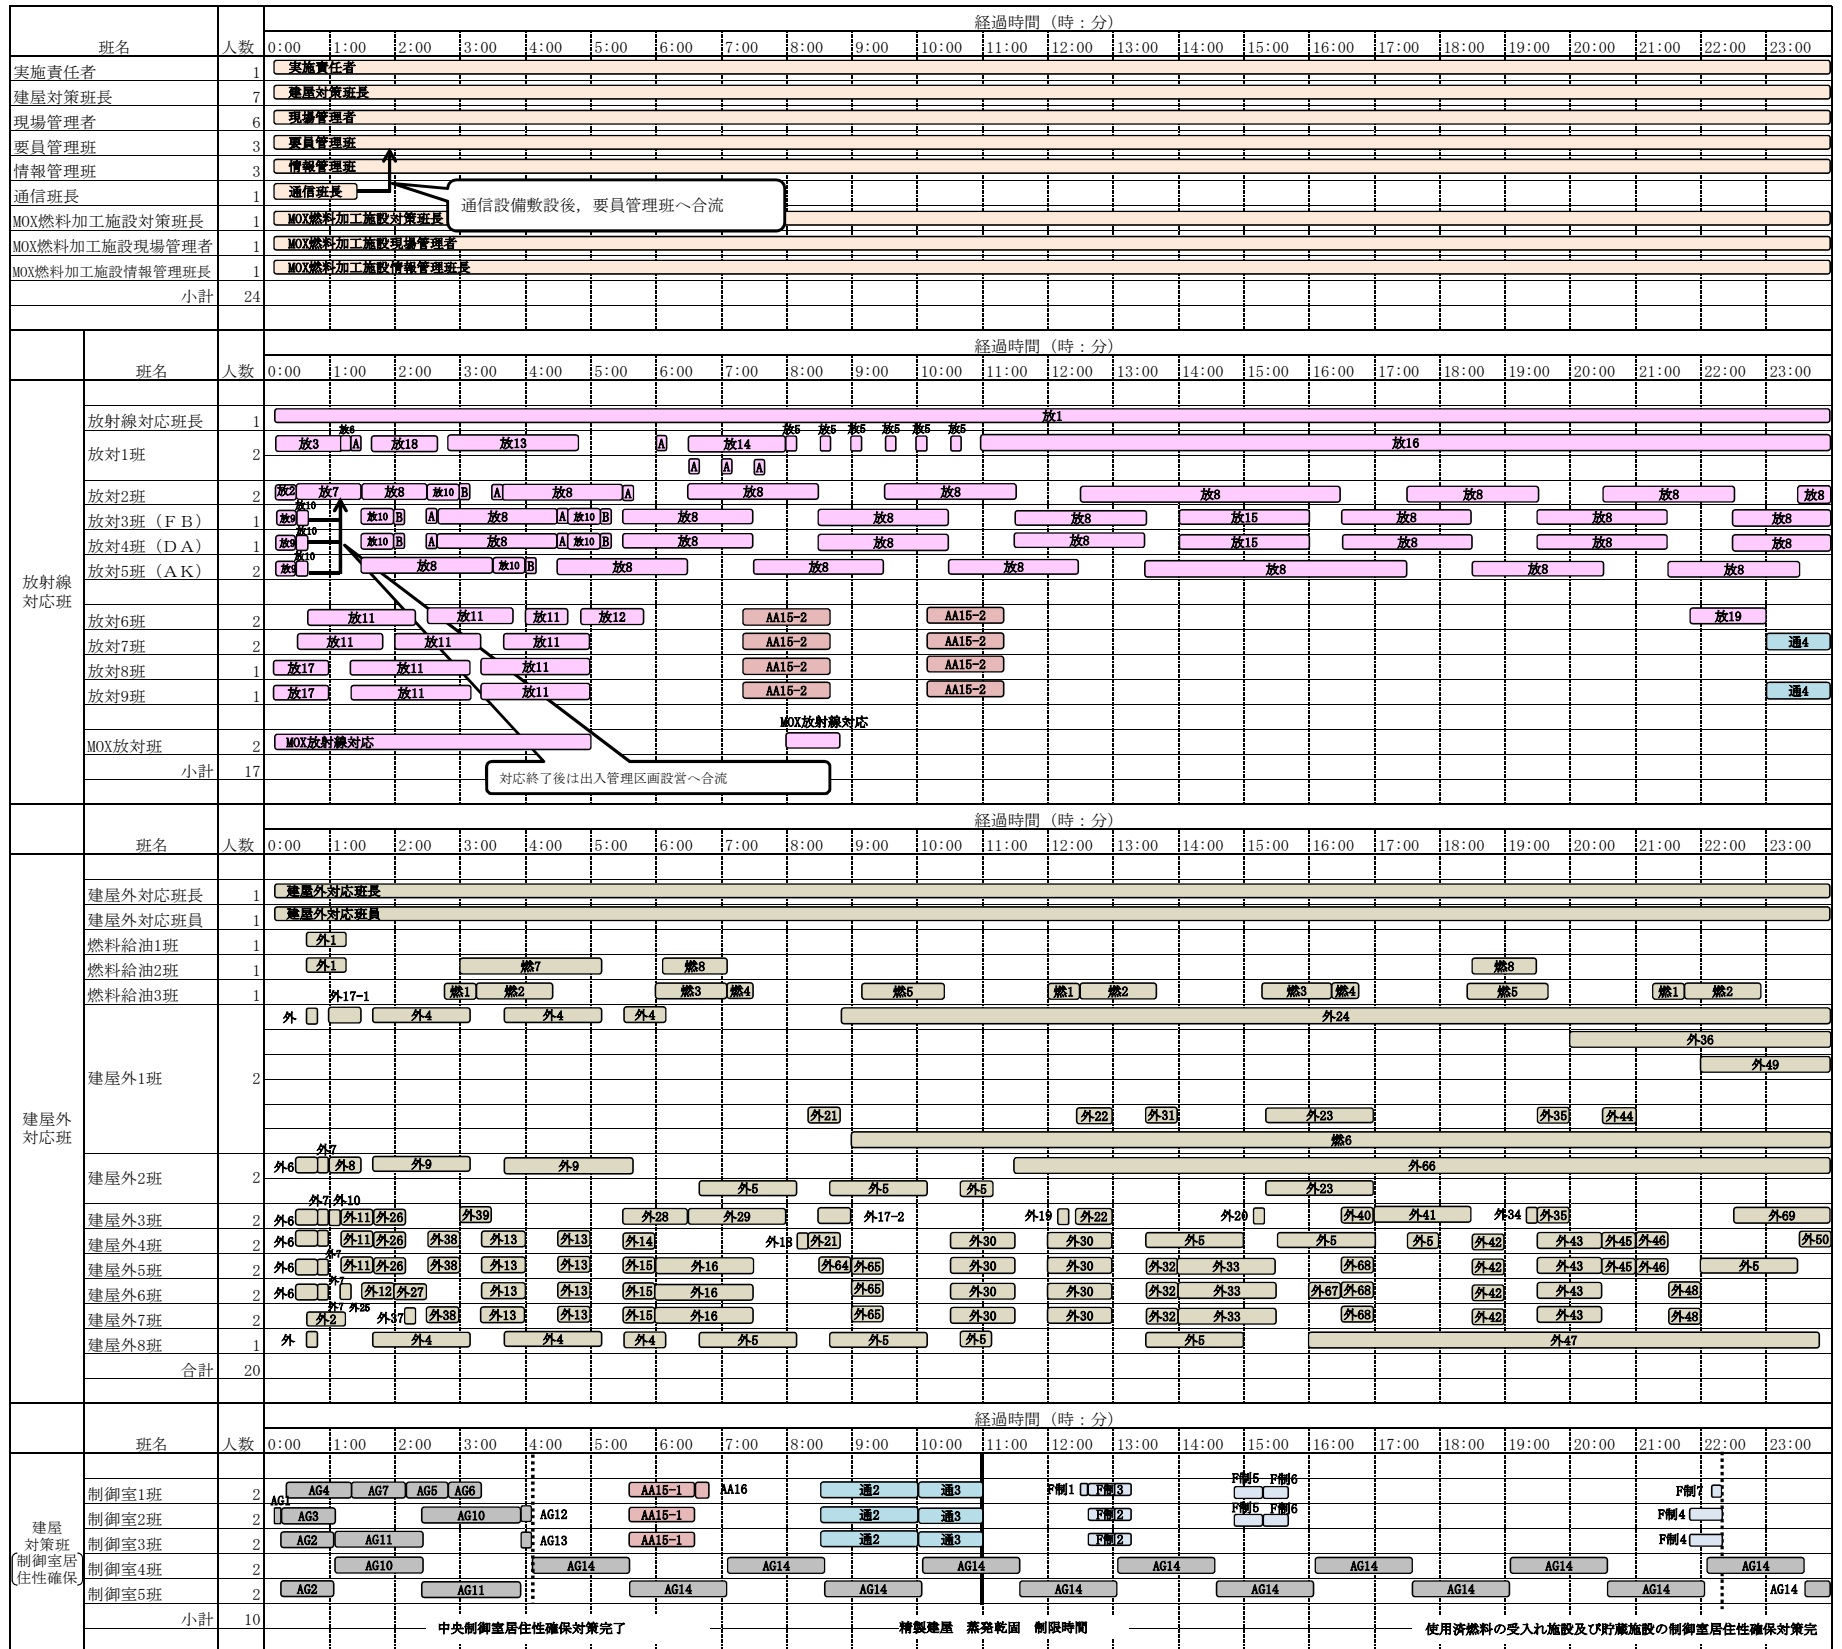 経過時間（時：分）
班名 人数 0:00 1:00 2:00 3:00 4:00 5:00 6:00 7:00 8:00 9:00 10:00 11:00 12:00 13:00 14:00 15:00 16:00 17:00 18:00 19:00 20:00 21:00 22:00 23:00
実施責任者 1 実施責任者
建屋対策班長 7 建屋対策班長
現場管理者 6 現場管理者
要員管理班 3 要員管理班
情報管理班 3 情報管理班
通信班長 1 通信班長
通信設備敷設後，要員管理班へ合流
MOX燃料加工施設対策班長 1 MOX燃料加工施設対策班長
MOX燃料加工施設現場管理者 1 MOX燃料加工施設現場管理者
MOX燃料加工施設情報管理班長 1 MOX燃料加工施設情報管理班長
小計 24
経過時間（時：分）
班名 人数 0:00 1:00 2:00 3:00 4:00 5:00 6:00 7:00 8:00 9:00 10:00 11:00 12:00 13:00 14:00 15:00 16:00 17:00 18:00 19:00 20:00 21:00 22:00 23:00
放射線
対応班
放射線対応班長 1 放1
放6 放5 放5 放5 放5 放5 放5
放対1班 2 放3 A 放18 放13 A 放14 放16
A A A
放対2班 2 放2 放7 放8 放10 B A 放8 A 放8 放8 放8 放8 放8 放8
放10
放対3班（ＦＢ） 1 放9 放10 B A 放8 A 放10 B 放8 放8 放8 放15 放8 放8 放8
放10
放対4班（ＤＡ） 1 放9 放10 B A 放8 A 放10 B 放8 放8 放8 放15 放8 放8 放8
放10
放対5班（ＡＫ） 2 放9 放8 放10 B 放8 放8 放8 放8 放8 放8
放対6班 2 放11 放11 放11 放12 AA15-2 AA15-2 放19
放対7班 2 放11 放11 放11 AA15-2 AA15-2 通4
放対8班 1 放17 放11 放11 AA15-2 AA15-2
放対9班 1 放17 放11 放11 AA15-2 AA15-2 通4
MOX放射線対応
MOX放対班 2 MOX放射線対応
小計 17
対応終了後は出入管理区画設営へ合流
経過時間（時：分）
班名 人数 0:00 1:00 2:00 3:00 4:00 5:00 6:00 7:00 8:00 9:00 10:00 11:00 12:00 13:00 14:00 15:00 16:00 17:00 18:00 19:00 20:00 21:00 22:00 23:00
建屋外
対応班
建屋外対応班長 1 建屋外対応班長
建屋外対応班員 1 建屋外対応班員
燃料給油1班 1 外1
燃料給油2班 1 外1 燃7 燃8 燃8
燃料給油3班 1 燃1 燃2 燃3 燃4 燃5 燃1 燃2 燃3 燃4 燃5 燃1 燃2
外17-1
外 外4 外4 外4 外24
外36
建屋外1班 2 外49
外21 外22 外31 外23 外35 外44
燃6
外7
建屋外2班 2 外6 外8 外9 外9 外66
外5 外5 外5 外23
外7 外10
建屋外3班 2 外6 外11 外26 外39 外28 外29 外17-2 外19 外22 外20 外40 外41 外34 外35 外69
建屋外4班 2 外6 外11 外26 外38 外13 外13 外14 外18 外21 外30 外30 外5 外5 外5 外42 外43 外45 外46 外50
外7
建屋外5班 2 外6 外11 外26 外38 外13 外13 外15 外16 外64 外65 外30 外30 外32 外33 外68 外42 外43 外45 外46 外5
外7
建屋外6班 2 外6 外12 外27 外13 外13 外15 外16 外65 外30 外30 外32 外33 外67 外68 外42 外43 外48
外7 外25
建屋外7班 2 外2 外37 外38 外13 外13 外15 外16 外65 外30 外30 外32 外33 外68 外42 外43 外48
建屋外8班 1 外 外4 外4 外4 外5 外5 外5 外5 外47
合計 20
経過時間（時：分）
班名 人数 0:00 1:00 2:00 3:00 4:00 5:00 6:00 7:00 8:00 9:00 10:00 11:00 12:00 13:00 14:00 15:00 16:00 17:00 18:00 19:00 20:00 21:00 22:00 23:00
建屋
対策班
制御室居
住性確保
F制5 F制6
制御室1班 2 AG4 AG7 AG5 AG6 AA15-1 AA16 通2 通3 F制1 F制3 F制7
AG1 F制5 F制6
制御室2班 2 AG3 AG10 AG12 AA15-1 通2 通3 F制2 F制4
制御室3班 2 AG2 AG11 AG13 AA15-1 通2 通3 F制2 F制4
制御室4班 2 AG10 AG14 AG14 AG14 AG14 AG14 AG14 AG14
制御室5班 2 AG2 AG11 AG14 AG14 AG14 AG14 AG14 AG14 AG14
小計 10
中央制御室居住性確保対策完了 精製建屋 蒸発乾固 制限時間 使用済燃料の受入れ施設及び貯蔵施設の制御室居住性確保対策完